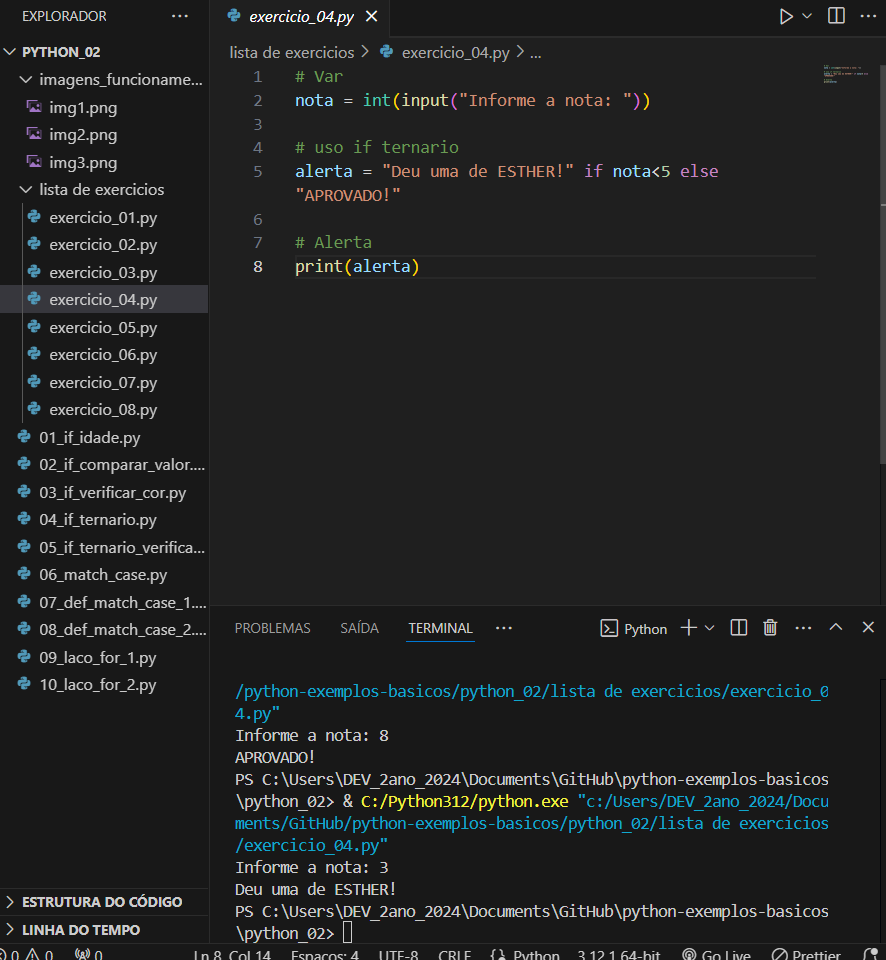 EXPLORADOR ...
PYTHON_02
imagens_funcioname...
img1.png
img2.png
img3.png
lista de exercicios
exercicio_01.py
exercicio_02.py
exercicio_03.py
exercicio_04.py
exercicio_05.py
exercicio_06.py
exercicio_07.py
exercicio_08.py
01_if_idade.py
02_if_comparar_valor....
03_if_verificar_cor.py
04_if_ternario.py
05_if_ternario_verifica...
06_match_case.py
07_def_match_case_1....
08_def_match_case_2....
09_laco_for_1.py
10_laco_for_2.py
ESTRUTURA DO CÓDIGO
LINHA DO TEMPO
exercicio_04.py
lista de exercicios > exercicio_04.py > ...
1 # Var
2 nota = int(input("Informe a nota: "))
3
4 # uso if ternario
5 alerta = "Deu uma de ESTHER!" if nota<5 else
"APROVADO!"
6
7 # Alerta
8 print(alerta)
PROBLEMAS SAÍDA TERMINAL ... Python
/python-exemplos-basicos/python_02/lista de exercicios/exercicio_0
4.py"
Informe a nota: 8
APROVADO!
PS C:\Users\DEV_2ano_2024\Documents\GitHub\python-exemplos-basicos
\python_02> & C:/Python312/python.exe "c:/Users/DEV_2ano_2024/Docu
ments/GitHub/python-exemplos-basicos/python_02/lista de exercicios
/exercicio_04.py"
Informe a nota: 3
Deu uma de ESTHER!
PS C:\Users\DEV_2ano_2024\Documents\GitHub\python-exemplos-basicos
\python_02>
0 0 0 Ln 8, Col 14 Espaços: 4 UTF-8 CRLF {} Python 3.12.1 64-bit Go Live Prettier